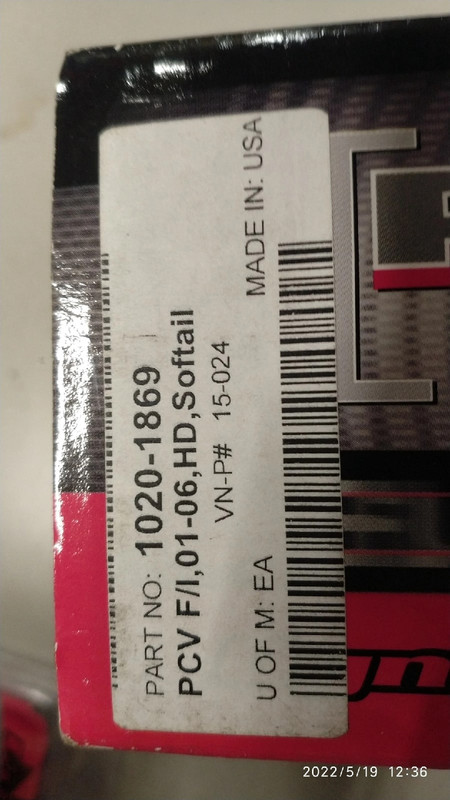 PART NO: 1020-1869
PCV F/I,01-06,HD,Softail
VN-P# 15-024
U OF M: EA MADE IN: USA
2022/5/19 12:36